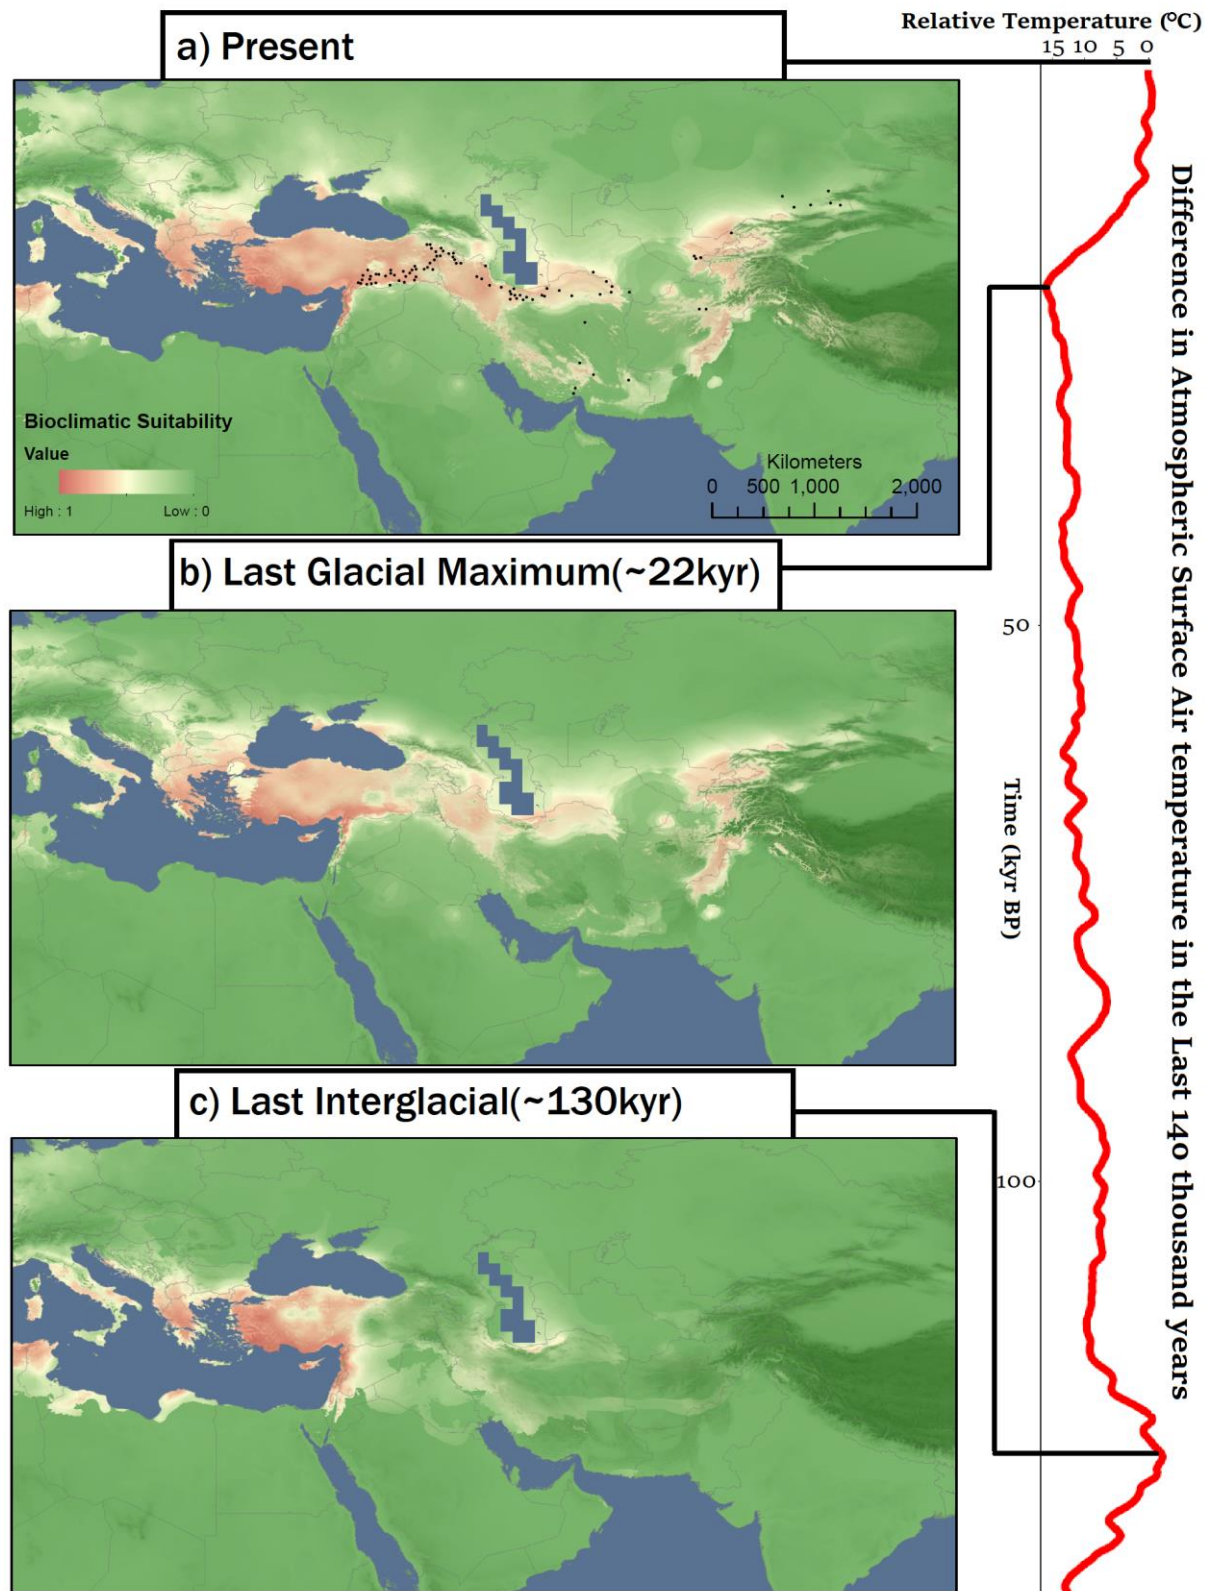 Relative Temperature (°C)
15 10 5 0
a) Present
Bioclimatic Suitability
Value
High : 1 Low : 0
Kilometers
0 500 1,000 2,000
b) Last Glacial Maximum(~22kyr)
50
Time (kyr BP)
c) Last Interglacial(~130kyr)
100
Difference in Atmospheric Surface Air temperature in the Last 140 thousand years